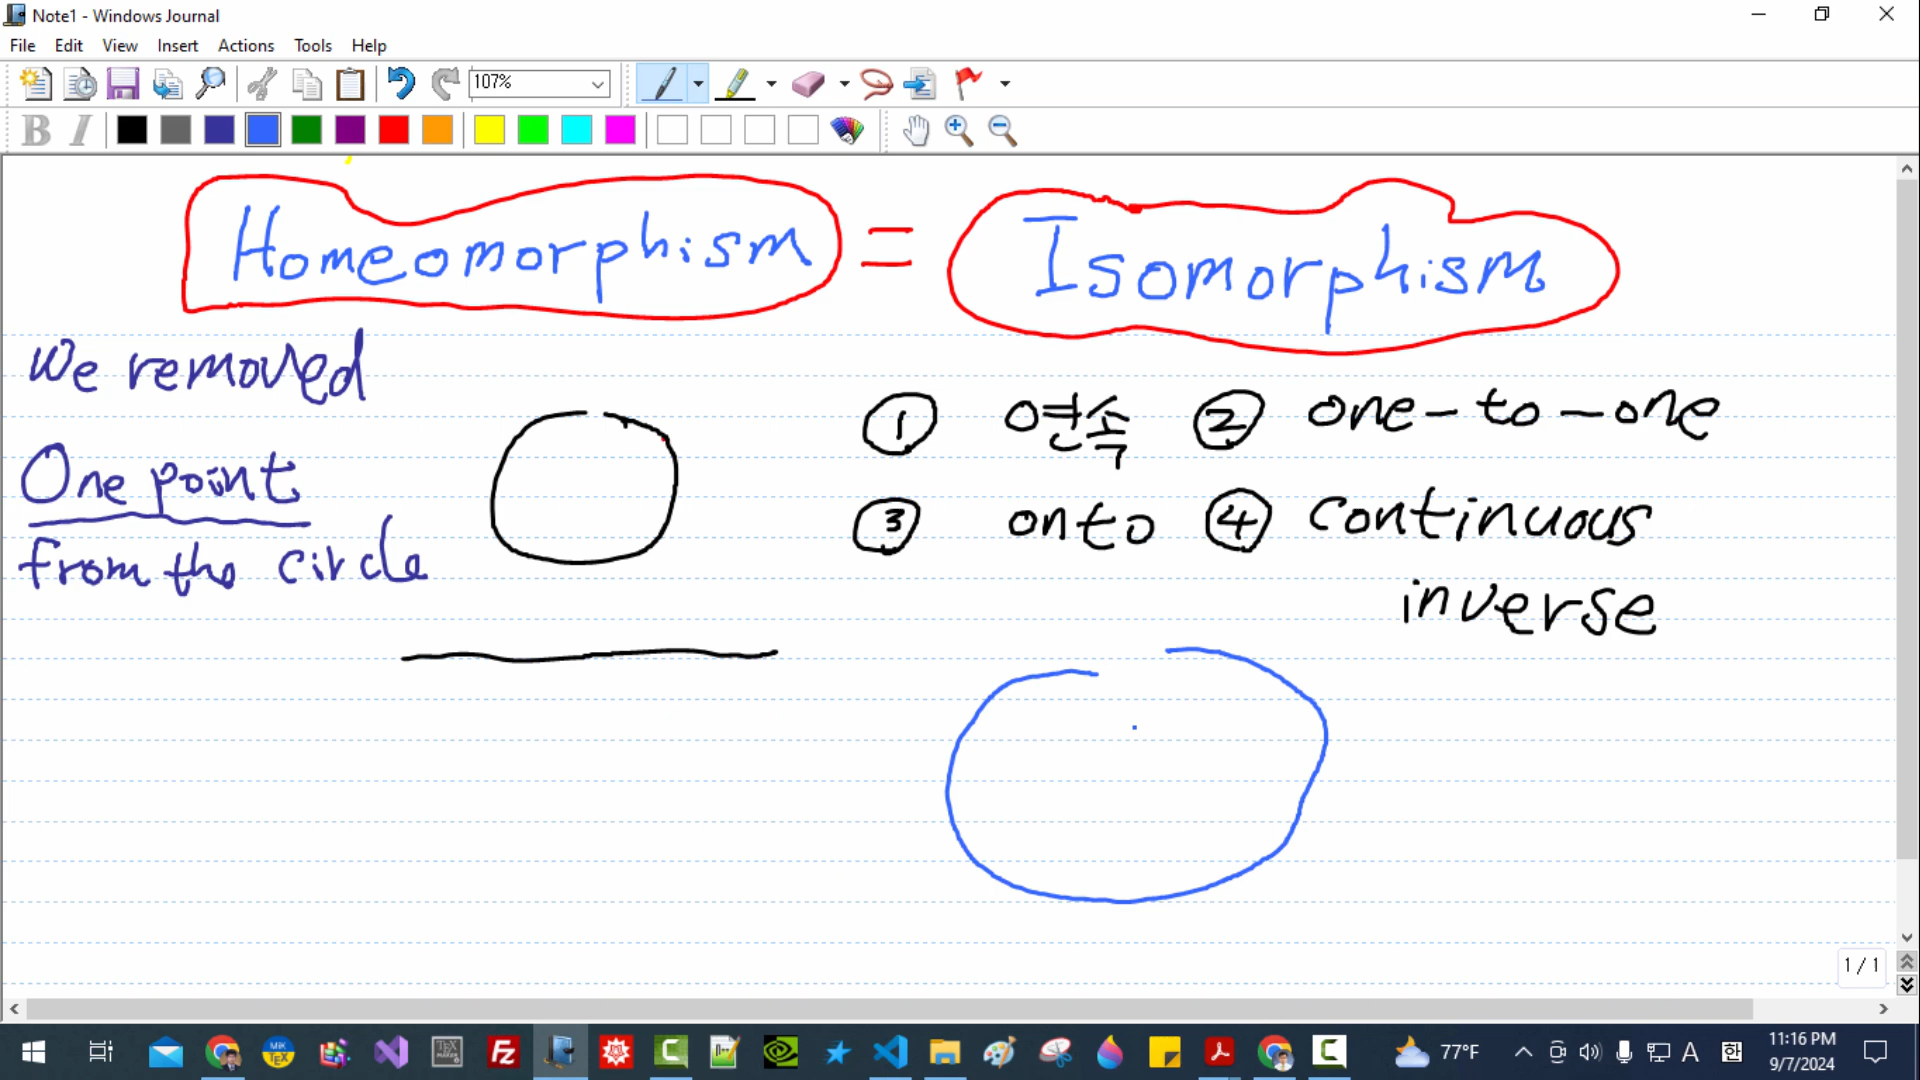 Note1 - Windows Journal
File Edit View Insert Actions Tools Help
107%
B I
Homeomorphism = Isomorphism
We removed
One point
from the circle
① 연속 ② one-to-one
③ onto ④ continuous
inverse
1 / 1
77°F A 한 11:16 PM
9/7/2024